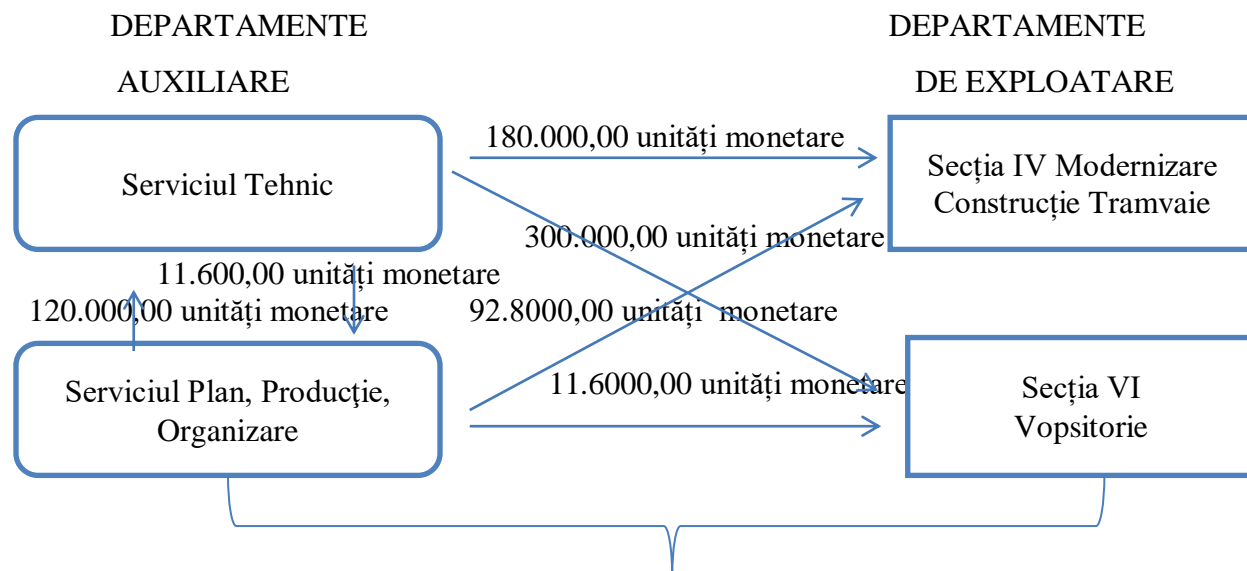 DEPARTAMENTE
AUXILIARE
DEPARTAMENTE
DE EXPLOATARE
Serviciul Tehnic
180.000,00 unități monetare
Secția IV Modernizare
Construcție Tramvaie
300.000,00 unități monetare
11.600,00 unități monetare
120.000,00 unități monetare
92.8000,00 unități monetare
Serviciul Plan, Producţie,
Organizare
11.6000,00 unități monetare
Secția VI
Vopsitorie